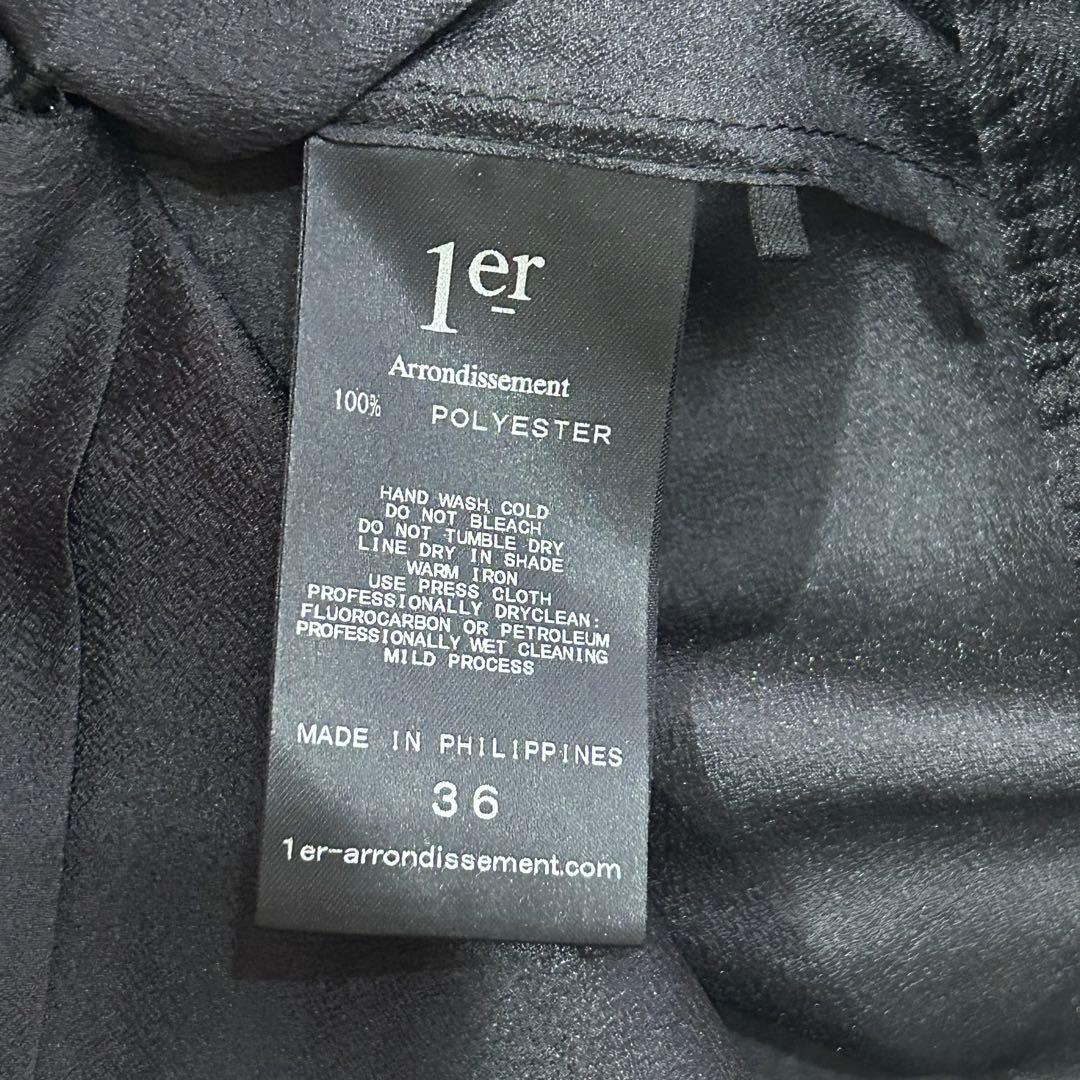 1er
Arrondissement
100% POLYESTER
HAND WASH COLD
DO NOT BLEACH
DO NOT TUMBLE DRY
LINE DRY IN SHADE
WARM IRON
USE PRESS CLOTH
PROFESSIONALLY DRYCLEAN:
FLUOROCARBON OR PETROLEUM
PROFESSIONALLY WET CLEANING
MILD PROCESS
MADE IN PHILIPPINES
36
1er-arrondissement.com